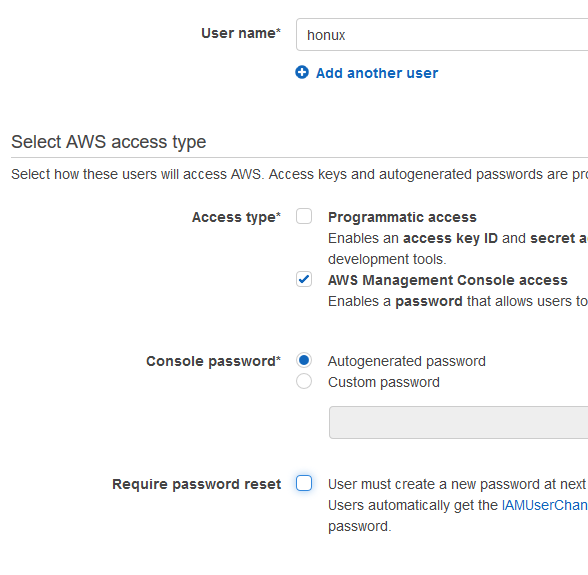 User name*
honux
Add another user
Select AWS access type
Select how these users will access AWS. Access keys and autogenerated passwords are pro
Access type*
Programmatic access
Enables an access key ID and secret a
development tools.
AWS Management Console access
Enables a password that allows users to
Console password*
Autogenerated password
Custom password
Require password reset
User must create a new password at next
Users automatically get the IAMUserChan
password.